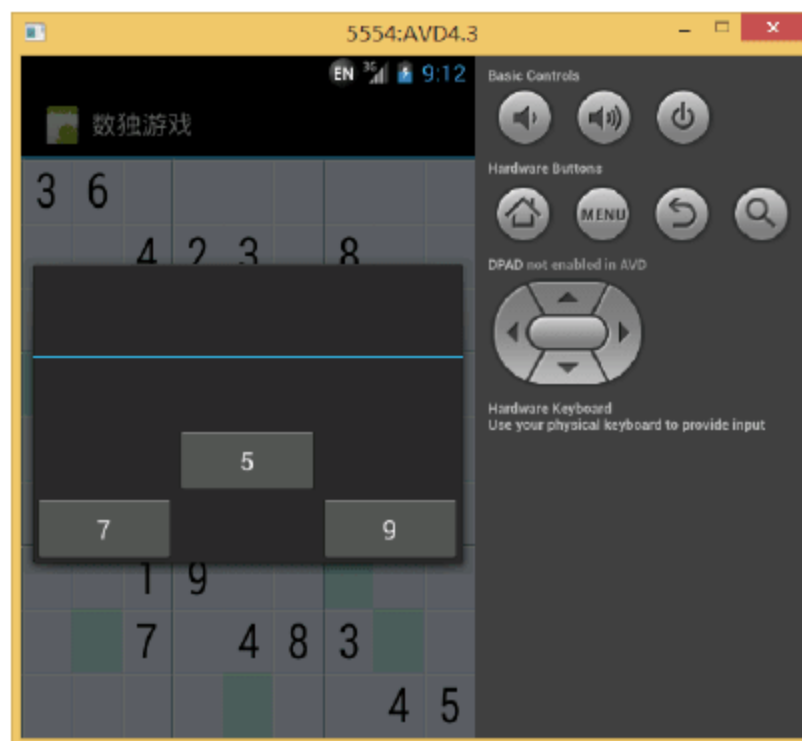 5554:AVD4.3
EN 3G 9:12
数独游戏
3 6
4 2 3 8
5
7 9
1 9
7 4 8 3
4 5
Basic Controls
Hardware Buttons
MENU
DPAD not enabled in AVD
Hardware Keyboard
Use your physical keyboard to provide input